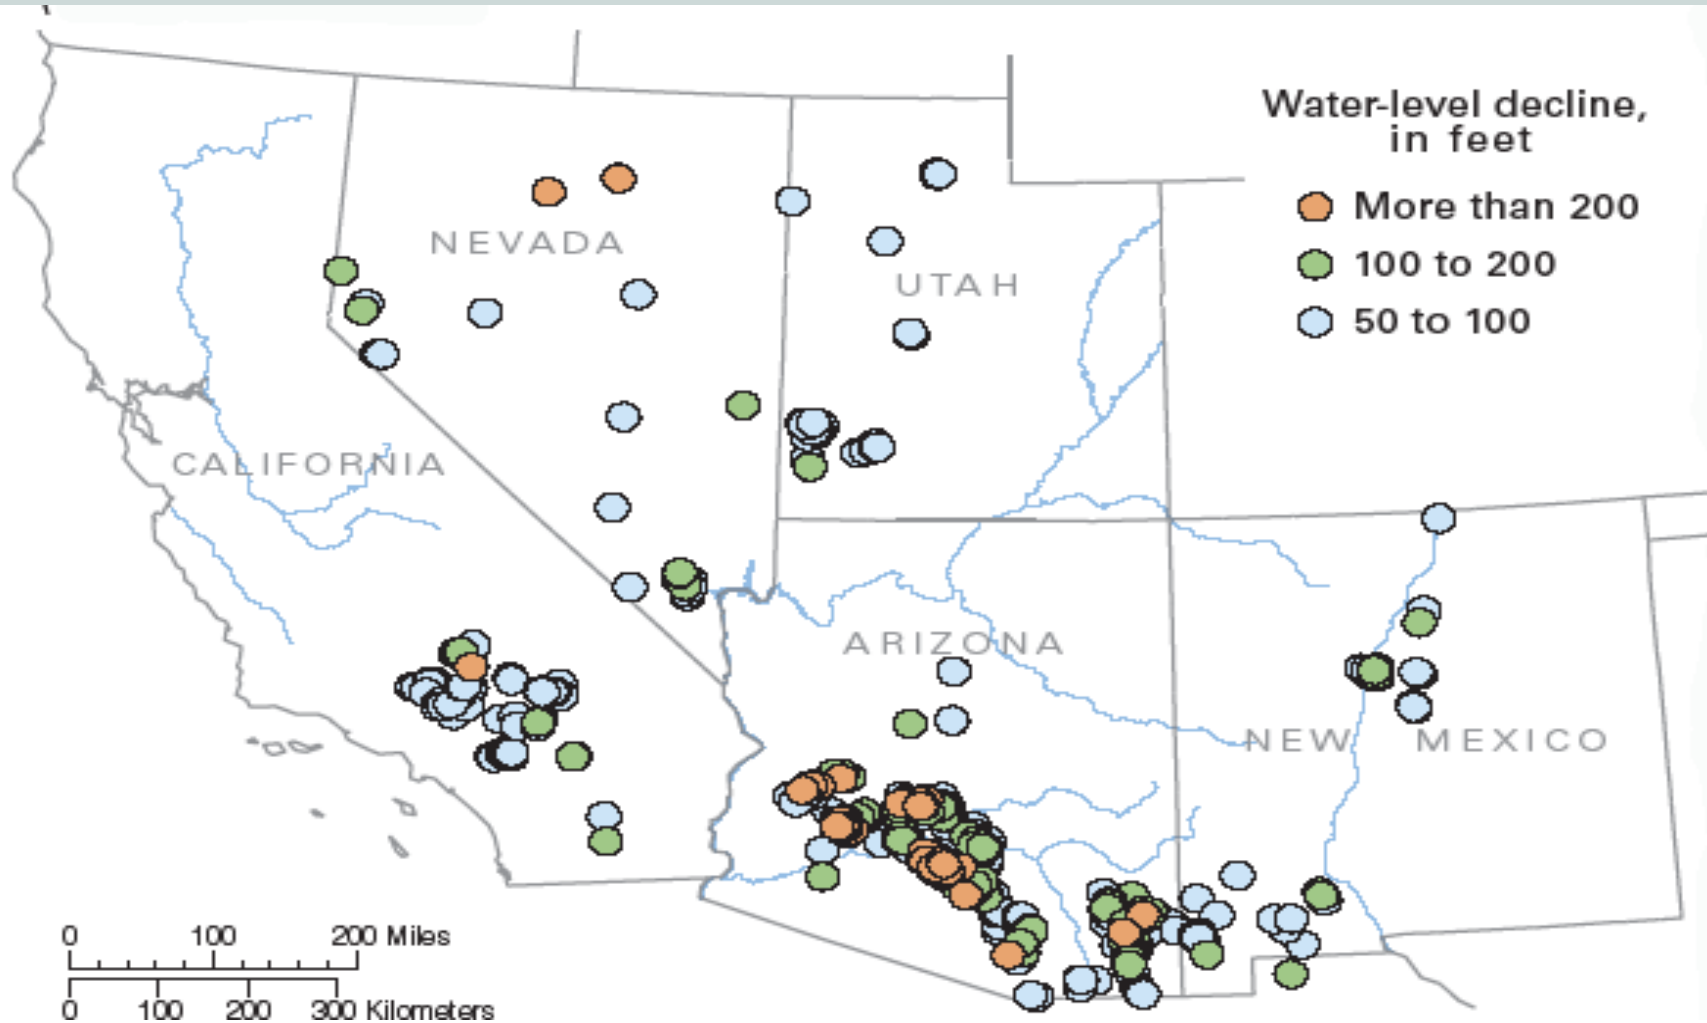 Water-level decline,
in feet
More than 200
100 to 200
50 to 100
NEVADA
UTAH
CALIFORNIA
ARIZONA
NEW MEXICO
0 100 200 Miles
0 100 200 300 Kilometers